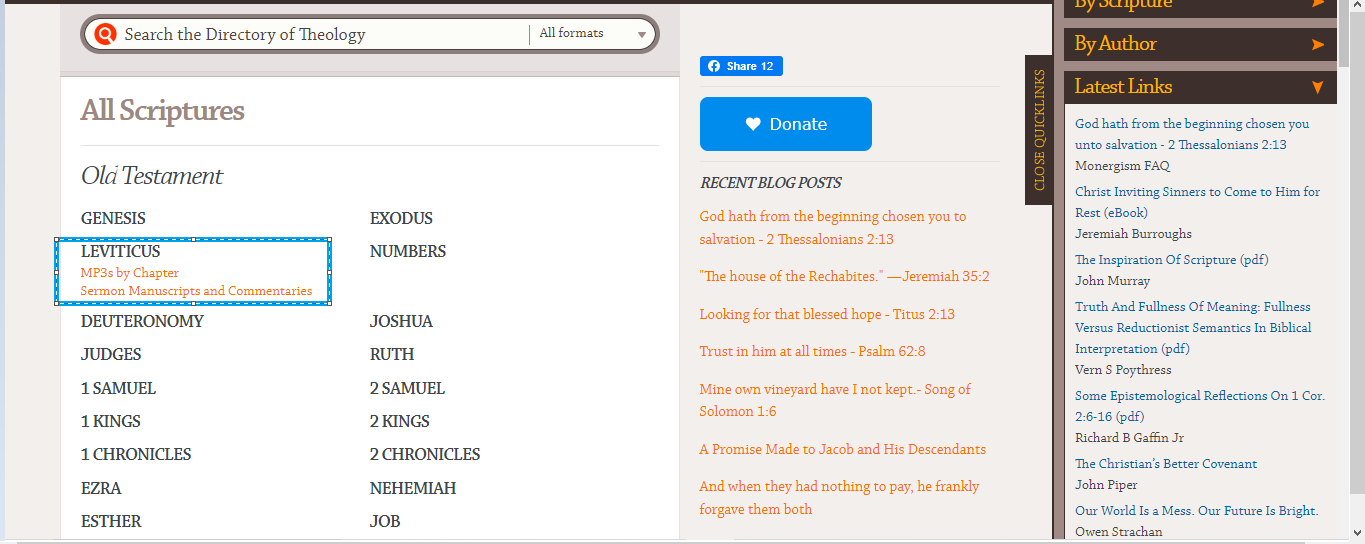 Search the Directory of Theology
All formats
All Scriptures
Old Testament
GENESIS
EXODUS
LEVITICUS
NUMBERS
MP3s by Chapter
Sermon Manuscripts and Commentaries
DEUTERONOMY
JOSHUA
JUDGES
RUTH
1 SAMUEL
2 SAMUEL
1 KINGS
2 KINGS
1 CHRONICLES
2 CHRONICLES
EZRA
NEHEMIAH
ESTHER
JOB
Share 12
Donate
RECENT BLOG POSTS
God hath from the beginning chosen you to
salvation - 2 Thessalonians 2:13
"The house of the Rechabites." —Jeremiah 35:2
Looking for that blessed hope - Titus 2:13
Trust in him at all times - Psalm 62:8
Mine own vineyard have I not kept.- Song of
Solomon 1:6
A Promise Made to Jacob and His Descendants
And when they had nothing to pay, he frankly
forgave them both
CLOSE QUICKLINKS
By Scripture
By Author
Latest Links
God hath from the beginning chosen you
unto salvation - 2 Thessalonians 2:13
Monergism FAQ
Christ Inviting Sinners to Come to Him for
Rest (eBook)
Jeremiah Burroughs
The Inspiration Of Scripture (pdf)
John Murray
Truth And Fullness Of Meaning: Fullness
Versus Reductionist Semantics In Biblical
Interpretation (pdf)
Vern S Poythress
Some Epistemological Reflections On 1 Cor.
2:6-16 (pdf)
Richard B Gaffin Jr
The Christian's Better Covenant
John Piper
Our World Is a Mess. Our Future Is Bright.
Owen Strachan